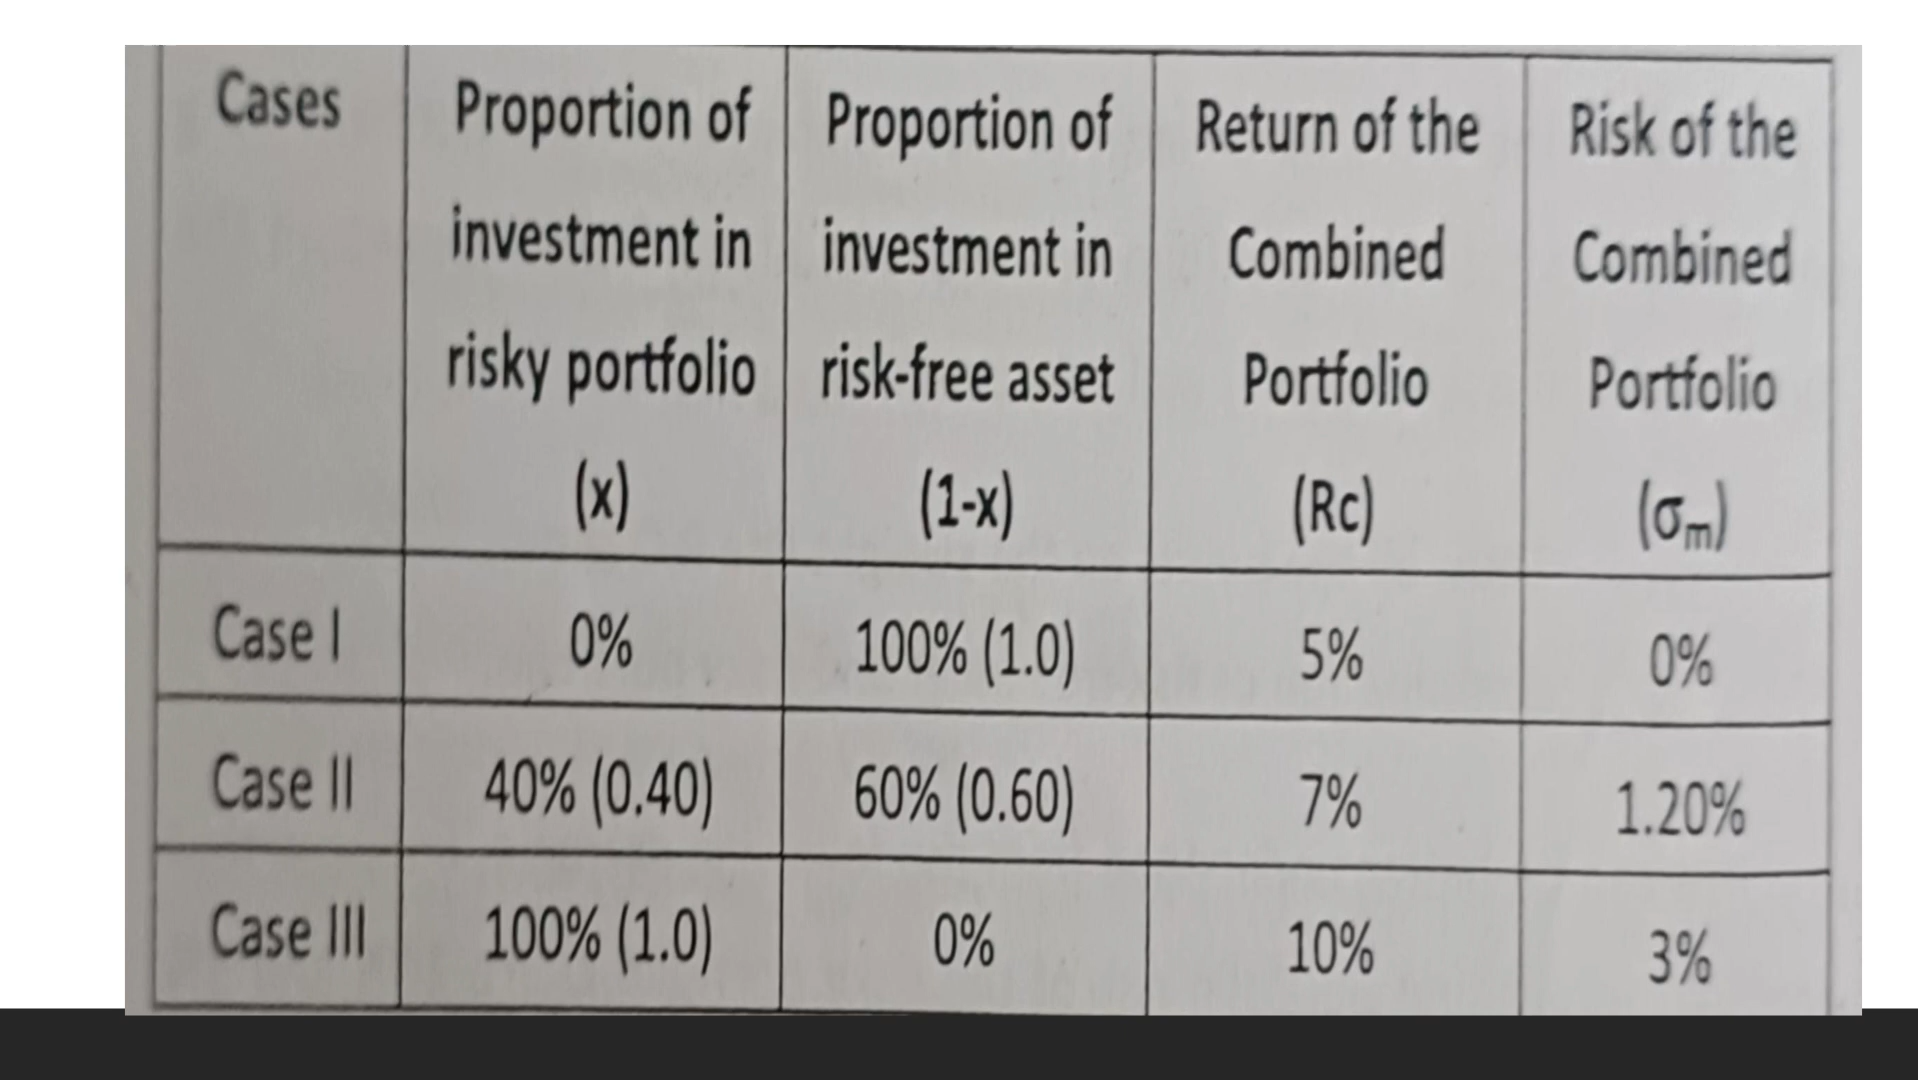 Cases
Proportion of
investment in
risky portfolio
(x)
Proportion of
investment in
risk-free asset
(1-x)
Return of the
Combined
Portfolio
(Rc)
Risk of the
Combined
Portfolio
(σm)
Case I 0% 100% (1.0) 5% 0%
Case II 40% (0.40) 60% (0.60) 7% 1.20%
Case III 100% (1.0) 0% 10% 3%